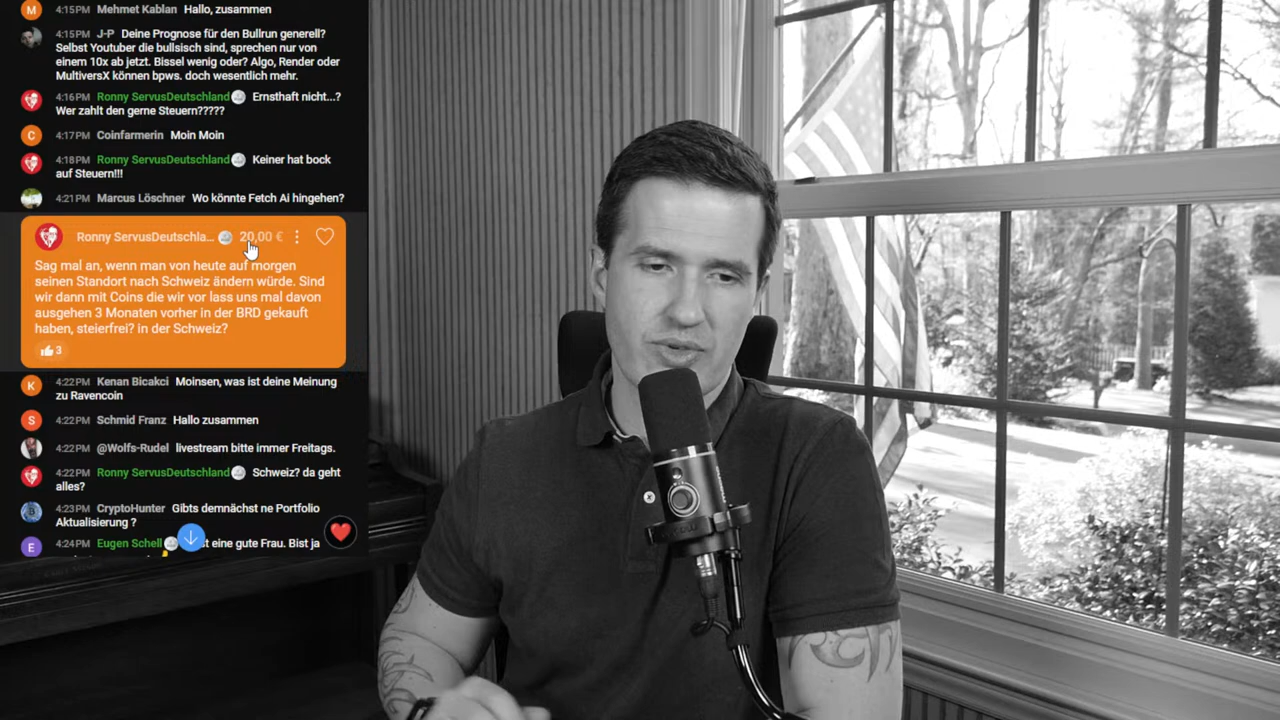 M 4:15PM Mehmet Kablan Hallo, zusammen
4:15PM J-P Deine Prognose für den Bullrun generell?
Selbst Youtuber die bullsisch sind, sprechen nur von
einem 10x ab jetzt. Bissel wenig oder? Algo, Render oder
MultiversX können bpws. doch wesentlich mehr.
4:16PM Ronny ServusDeutschland Ernsthaft nicht...?
Wer zahlt den gerne Steuern?????
C 4:17PM Coinfarmerin Moin Moin
4:18PM Ronny ServusDeutschland Keiner hat bock
auf Steuern!!!
4:21PM Marcus Löschner Wo könnte Fetch Ai hingehen?
Ronny ServusDeutschla... 20,00 €
Sag mal an, wenn man von heute auf morgen
seinen Standort nach Schweiz ändern würde. Sind
wir dann mit Coins die wir vor lass uns mal davon
ausgehen 3 Monaten vorher in der BRD gekauft
haben, steierfrei? in der Schweiz?
3
K 4:22PM Kenan Bicakci Moinsen, was ist deine Meinung
zu Ravencoin
S 4:22PM Schmid Franz Hallo zusammen
4:22PM @Wolfs-Rudel livestream bitte immer Freitags.
4:22PM Ronny ServusDeutschland Schweiz? da geht
alles?
4:23PM CryptoHunter Gibts demnächst ne Portfolio
Aktualisierung ?
E 4:24PM Eugen Schell st eine gute Frau. Bist ja